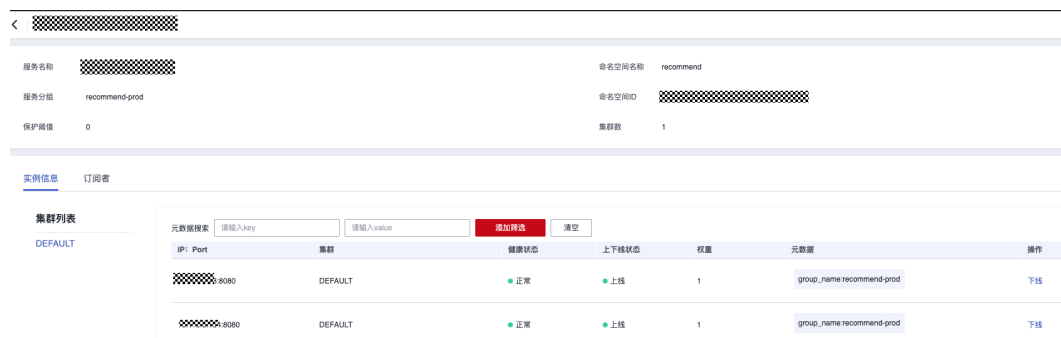 服务名称 命名空间名称 recommend
服务分组 recommend-prod 命名空间ID
保护阈值 0 集群数 1
实例信息 订阅者
集群列表
DEFAULT
元数据搜索 请输入key 请输入value 添加筛选 清空
IP：Port 集群 健康状态 上下线状态 权重 元数据 操作
:8080 DEFAULT 正常 上线 1 group_name:recommend-prod 下线
:8080 DEFAULT 正常 上线 1 group_name:recommend-prod 下线